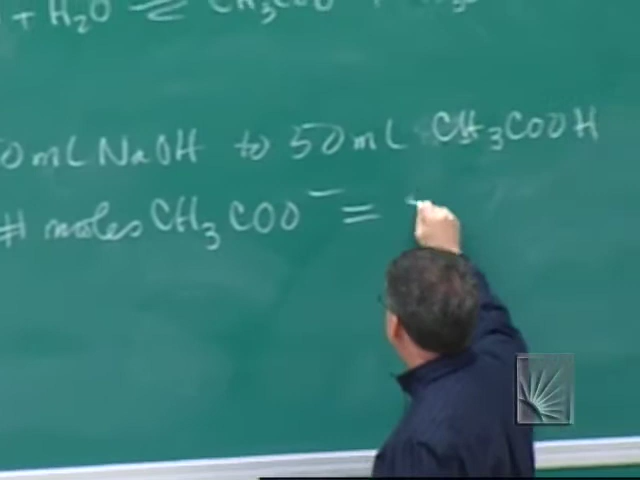 + H₂O ⇌ CH₃COO
0 mL NaOH to 50 mL CH₃COOH
# moles CH₃COO⁻ =